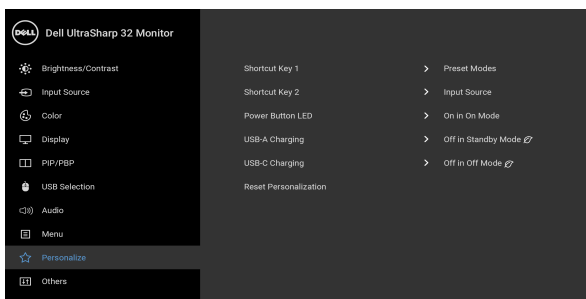 DELL Dell UltraSharp 32 Monitor
Brightness/Contrast
Input Source
Color
Display
PIP/PBP
USB Selection
Audio
Menu
Personalize
Others
Shortcut Key 1 > Preset Modes
Shortcut Key 2 > Input Source
Power Button LED > On in On Mode
USB-A Charging > Off in Standby Mode
USB-C Charging > Off in Off Mode
Reset Personalization